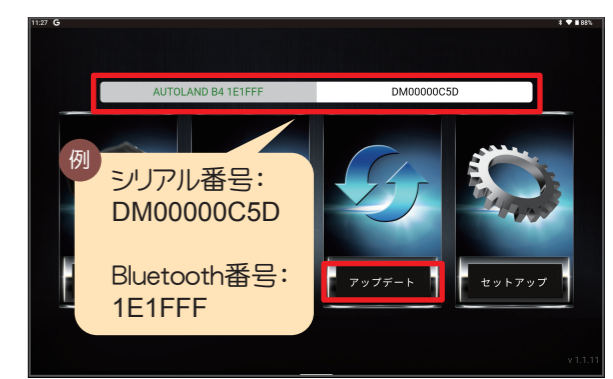 11:27 G
88%
AUTOLAND B4 1E1FFF
DM00000C5D
例
シリアル番号：
DM00000C5D
Bluetooth番号：
1E1FFF
アップデート
セットアップ
v 1.1.11